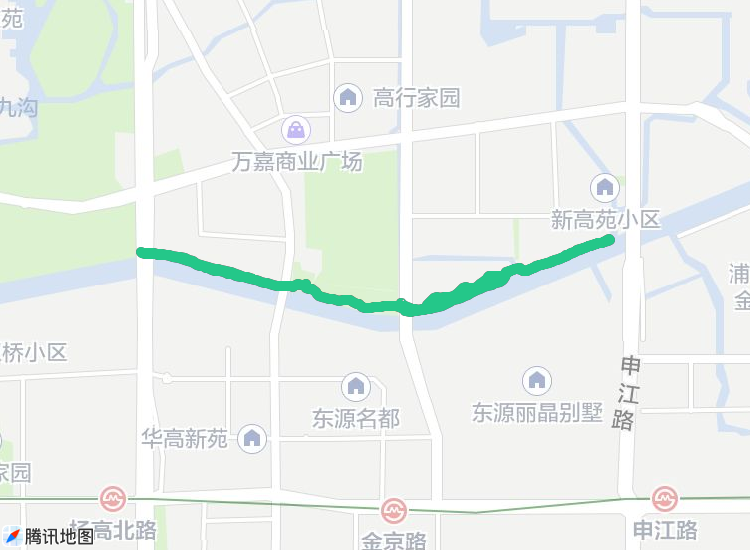 苑
九沟
高行家园
万嘉商业广场
新高苑小区
浦
金
桥小区
申江路
东源名都
东源丽晶别墅
华高新苑
家园
杨高北路
金京路
申江路
腾讯地图